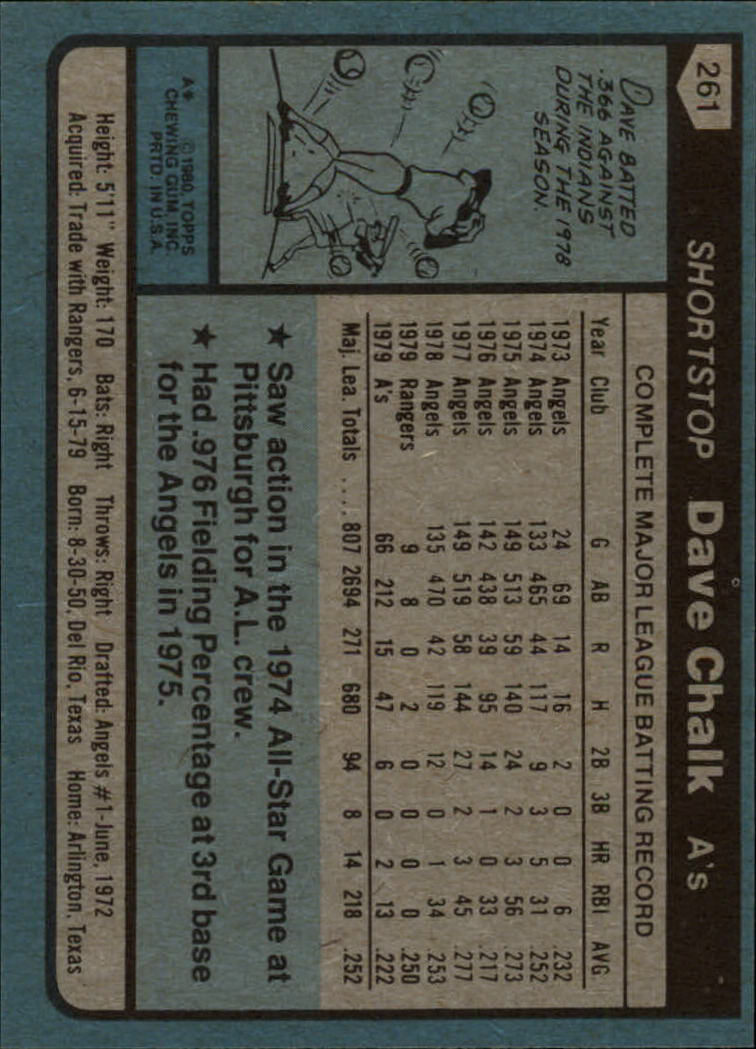 261
SHORTSTOP Dave Chalk A's
DAVE BATTED
.366 AGAINST
THE INDIANS
DURING THE 1978
SEASON.
A* ©1980 TOPPS
CHEWING GUM, INC.
PRTD. IN U.S.A.
COMPLETE MAJOR LEAGUE BATTING RECORD
Year Club G AB R H 2B 3B HR RBI AVG.
1973 Angels 24 69 14 16 2 0 0 6 .232
1974 Angels 133 465 44 117 9 3 5 31 .252
1975 Angels 149 513 59 140 24 2 3 56 .273
1976 Angels 142 438 39 95 14 1 0 33 .217
1977 Angels 149 519 58 144 27 2 3 45 .277
1978 Angels 135 470 42 119 12 0 1 34 .253
1979 Rangers 9 8 0 2 0 0 0 0 .250
1979 A's 66 212 15 47 6 0 2 13 .222
Maj. Lea. Totals .... 807 2694 271 680 94 8 14 218 .252
★ Saw action in the 1974 All-Star Game at
Pittsburgh for A.L. crew.
★ Had .976 Fielding Percentage at 3rd base
for the Angels in 1975.
Height: 5'11" Weight: 170 Bats: Right Throws: Right Drafted: Angels #1-June, 1972
Acquired: Trade with Rangers, 6-15-79 Born: 8-30-50, Del Rio, Texas Home: Arlington, Texas